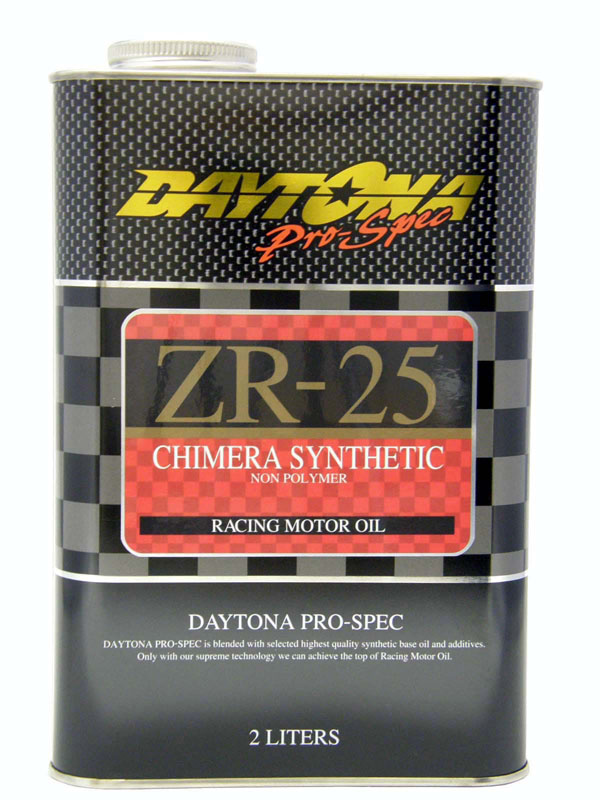 DAYTONA
Pro-Spec
ZR-25
CHIMERA SYNTHETIC
NON POLYMER
RACING MOTOR OIL
DAYTONA PRO-SPEC
DAYTONA PRO-SPEC is blended with selected highest quality synthetic base oil and additives.
Only with our supreme technology we can achieve the top of Racing Motor Oil.
2 LITERS